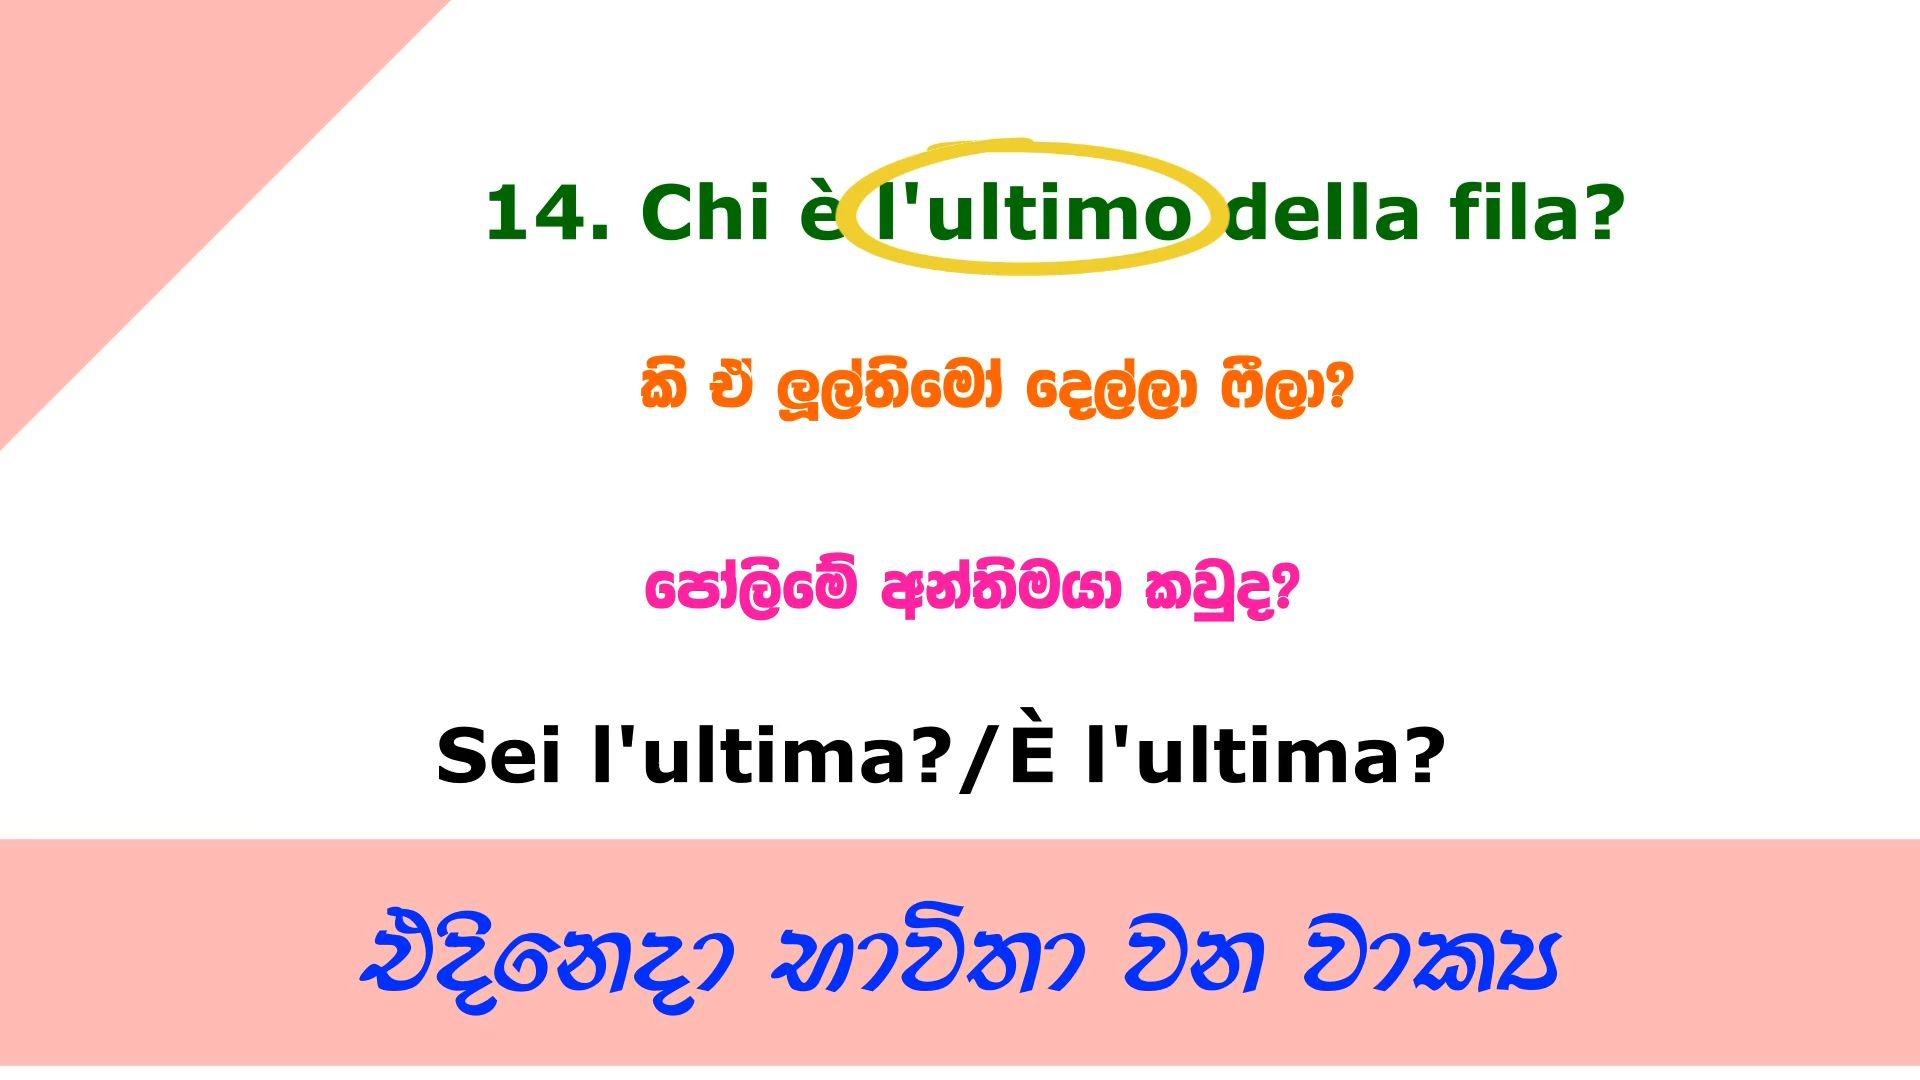 14. Chi è l'ultimo della fila?
කි ඒ ලූල්තිමෝ දෙල්ලා ෆීලා?
පෝලිමේ අන්තිමයා කවුද?
Sei l'ultima?/È l'ultima?
එදිනෙදා භාවිතා වන වාක්‍ය